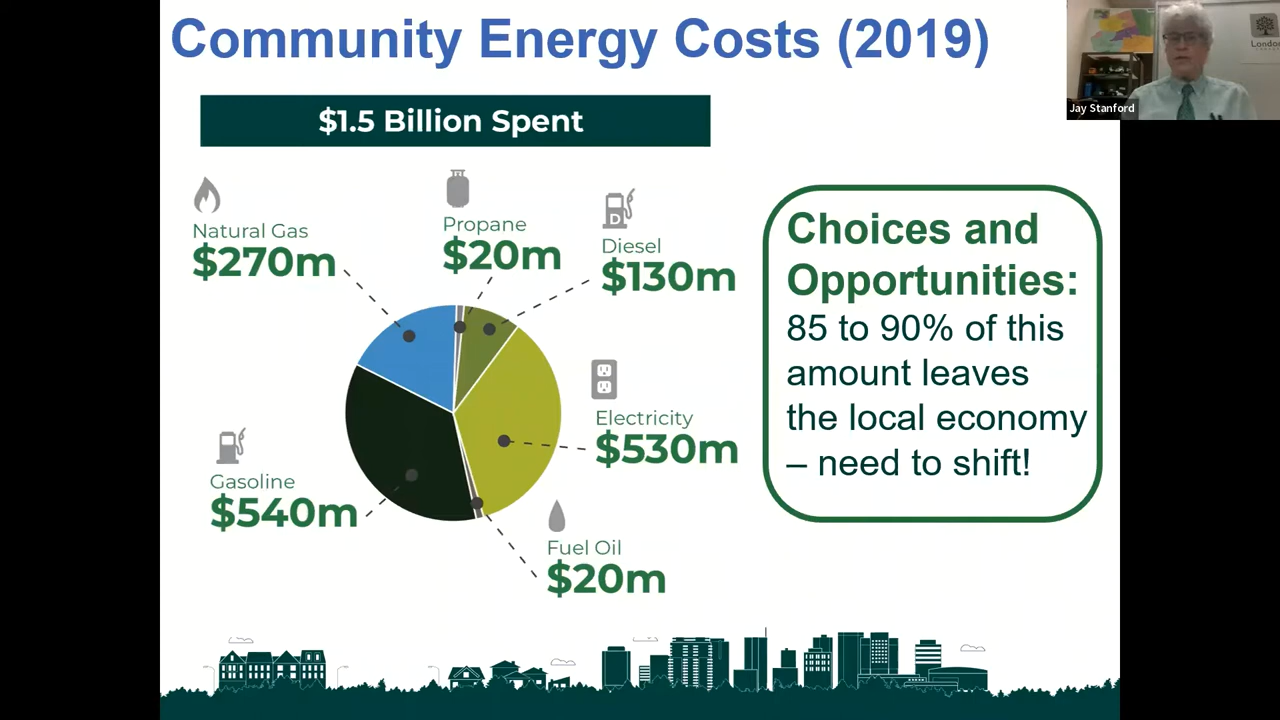 Community Energy Costs (2019)
$1.5 Billion Spent
Natural Gas
$270m
Propane
$20m
Diesel
$130m
D
Electricity
$530m
Gasoline
$540m
Fuel Oil
$20m
Choices and
Opportunities:
85 to 90% of this
amount leaves
the local economy
– need to shift!
Jay Stanford